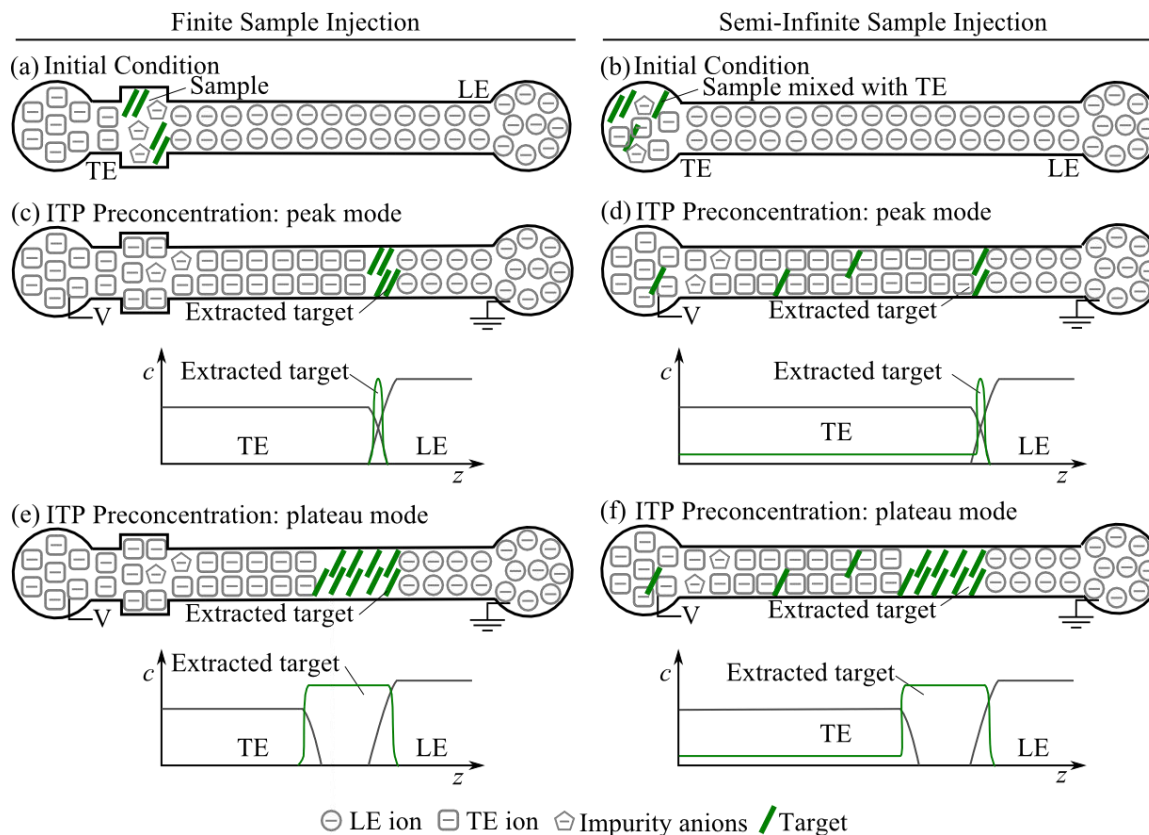 Finite Sample Injection
Semi-Infinite Sample Injection
(a) Initial Condition
Sample
LE
TE
(b) Initial Condition
Sample mixed with TE
TE
LE
(c) ITP Preconcentration: peak mode
Extracted target
V
(d) ITP Preconcentration: peak mode
Extracted target
V
c
Extracted target
TE
LE
z
c
Extracted target
TE
LE
z
(e) ITP Preconcentration: plateau mode
Extracted target
V
(f) ITP Preconcentration: plateau mode
Extracted target
V
c
Extracted target
TE
LE
z
c
Extracted target
TE
LE
z
LE ion TE ion Impurity anions Target